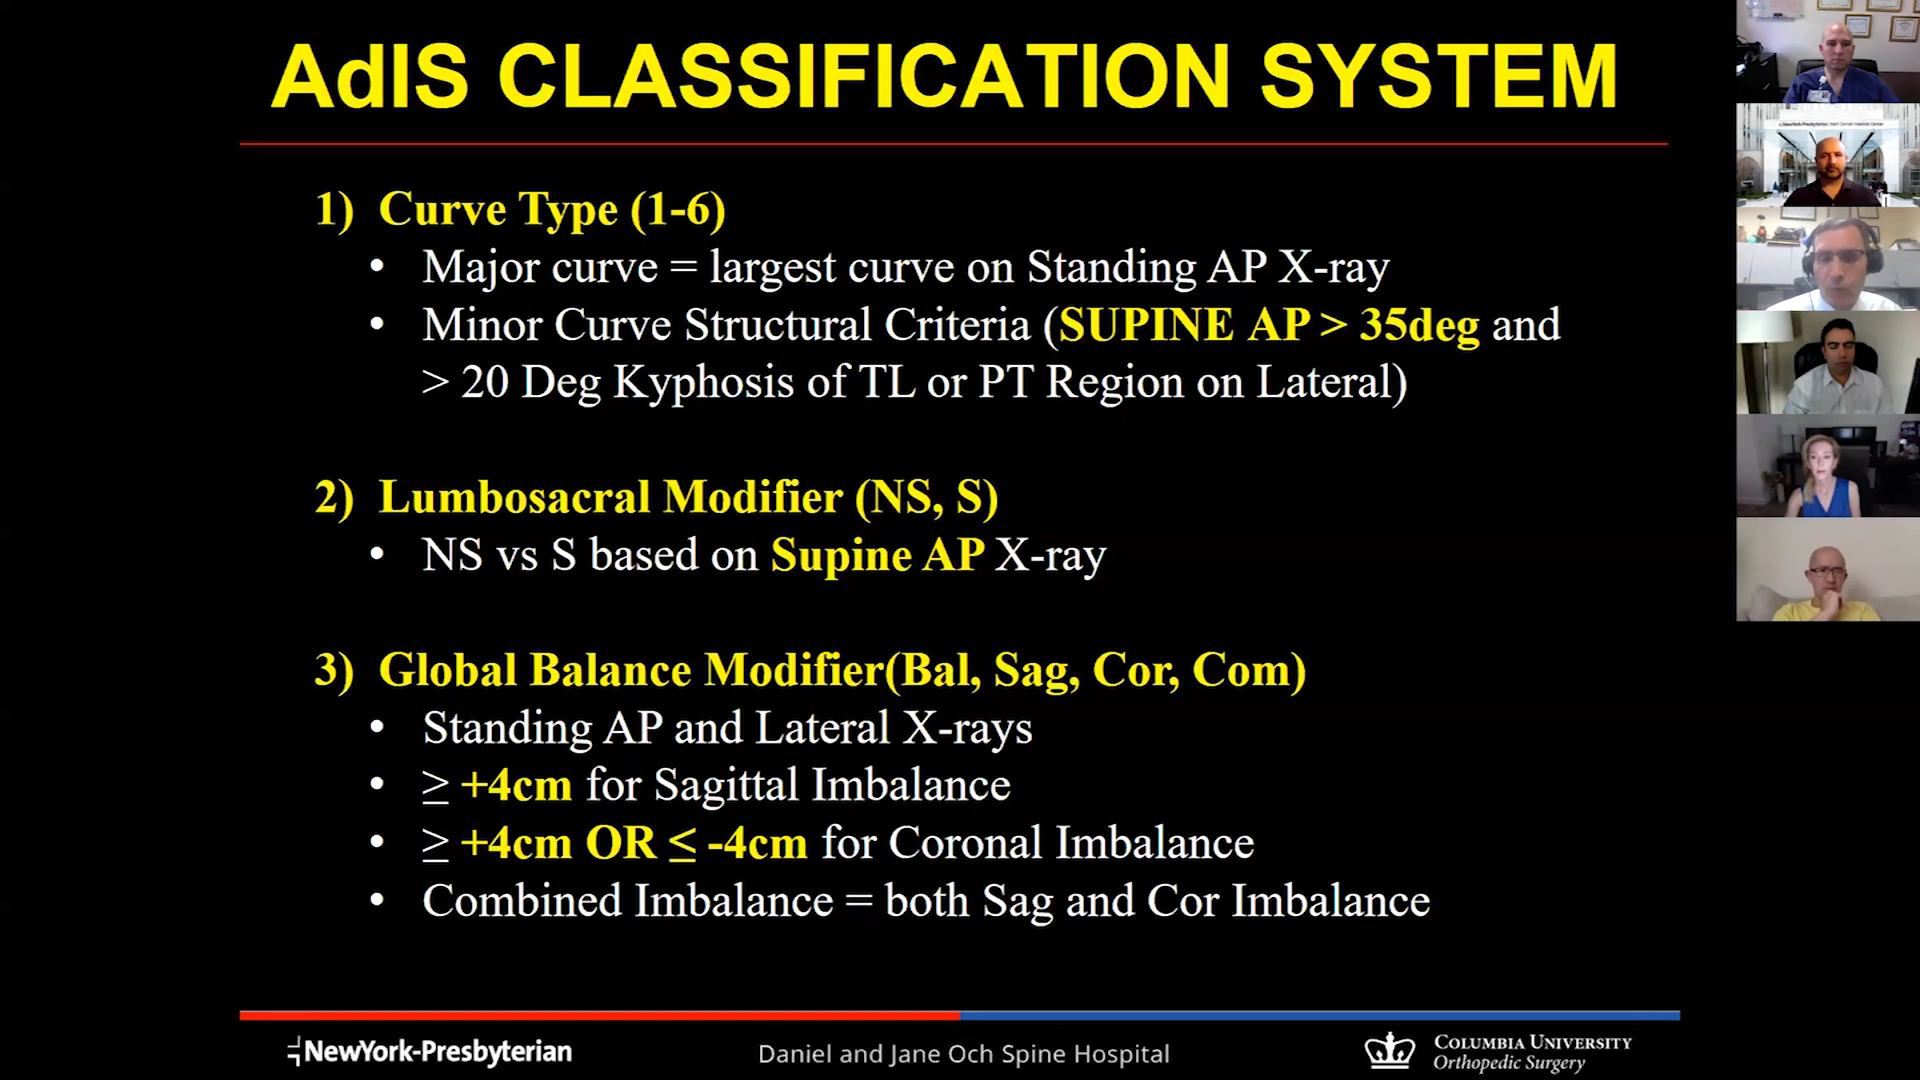 AdIS CLASSIFICATION SYSTEM
1) Curve Type (1-6)
• Major curve = largest curve on Standing AP X-ray
• Minor Curve Structural Criteria (SUPINE AP > 35deg and
> 20 Deg Kyphosis of TL or PT Region on Lateral)
2) Lumbosacral Modifier (NS, S)
• NS vs S based on Supine AP X-ray
3) Global Balance Modifier(Bal, Sag, Cor, Com)
• Standing AP and Lateral X-rays
• ≥ +4cm for Sagittal Imbalance
• ≥ +4cm OR ≤ -4cm for Coronal Imbalance
• Combined Imbalance = both Sag and Cor Imbalance
NewYork-Presbyterian
Daniel and Jane Och Spine Hospital
COLUMBIA UNIVERSITY
Orthopedic Surgery